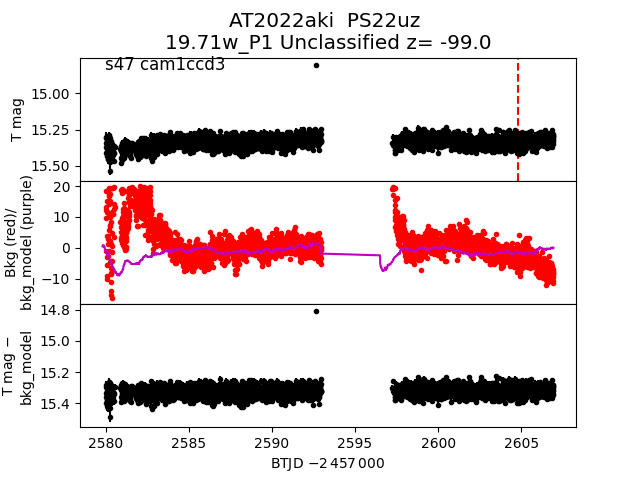 AT2022aki  PS22uz
19.71w_P1 Unclassified z= -99.0
s47 cam1ccd3
T mag
15.00
15.25
15.50
Bkg (red)/
bkg_model (purple)
20
10
0
−10
T mag −
bkg_model
14.8
15.0
15.2
15.4
2580
2585
2590
2595
2600
2605
BTJD −2 457 000